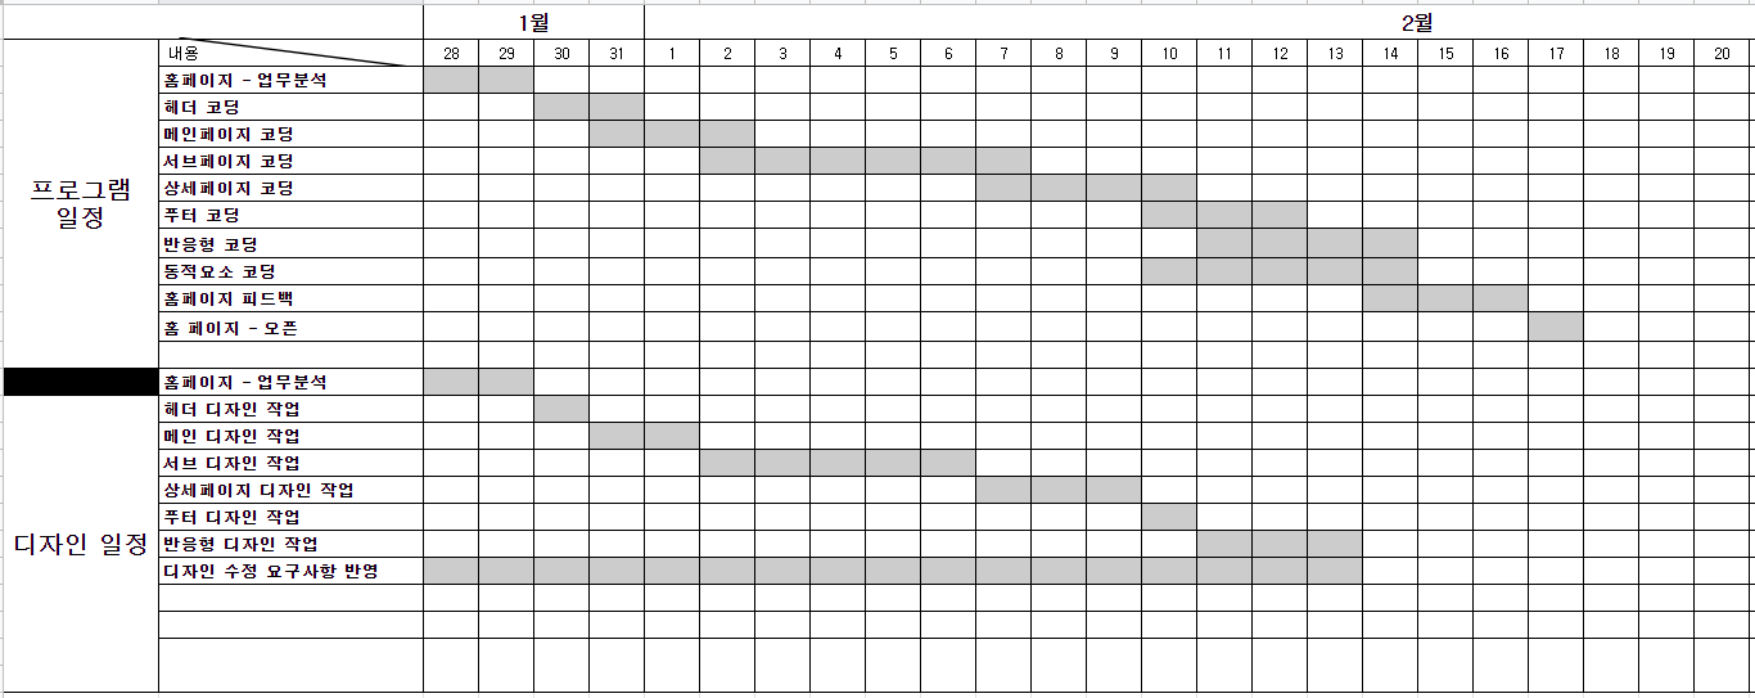 1월 2월
내용 28 29 30 31 1 2 3 4 5 6 7 8 9 10 11 12 13 14 15 16 17 18 19 20
프로그램
일정
홈페이지 - 업무분석
헤더 코딩
메인페이지 코딩
서브페이지 코딩
상세페이지 코딩
푸터 코딩
반응형 코딩
동적요소 코딩
홈페이지 피드백
홈 페이지 - 오픈
디자인 일정
홈페이지 - 업무분석
헤더 디자인 작업
메인 디자인 작업
서브 디자인 작업
상세페이지 디자인 작업
푸터 디자인 작업
반응형 디자인 작업
디자인 수정 요구사항 반영